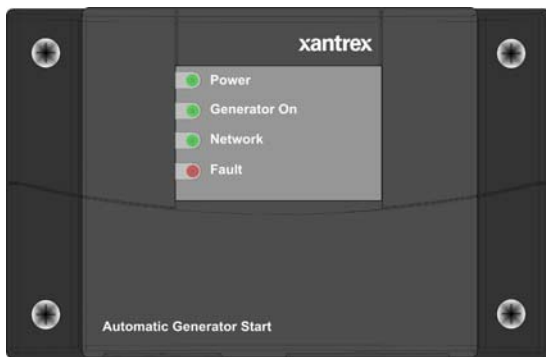 xantrex
Power
Generator On
Network
Fault
Automatic Generator Start